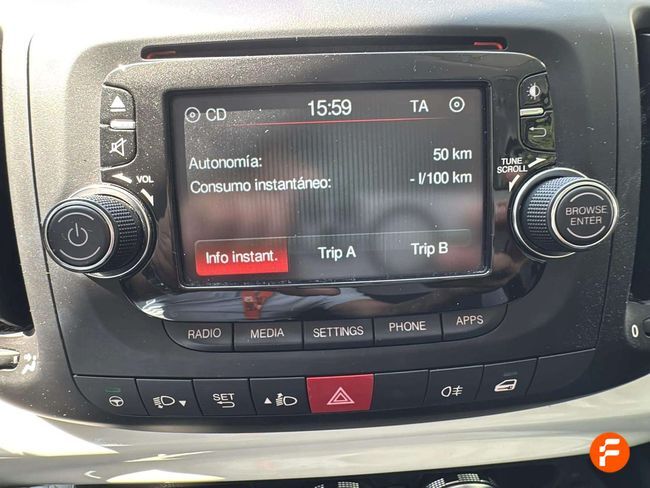 CD 15:59 TA
Autonomía: 50 km
Consumo instantáneo: - l/100 km
Info instant. Trip A Trip B
VOL
TUNE
SCROLL
BROWSE
ENTER
RADIO MEDIA SETTINGS PHONE APPS
SET
0